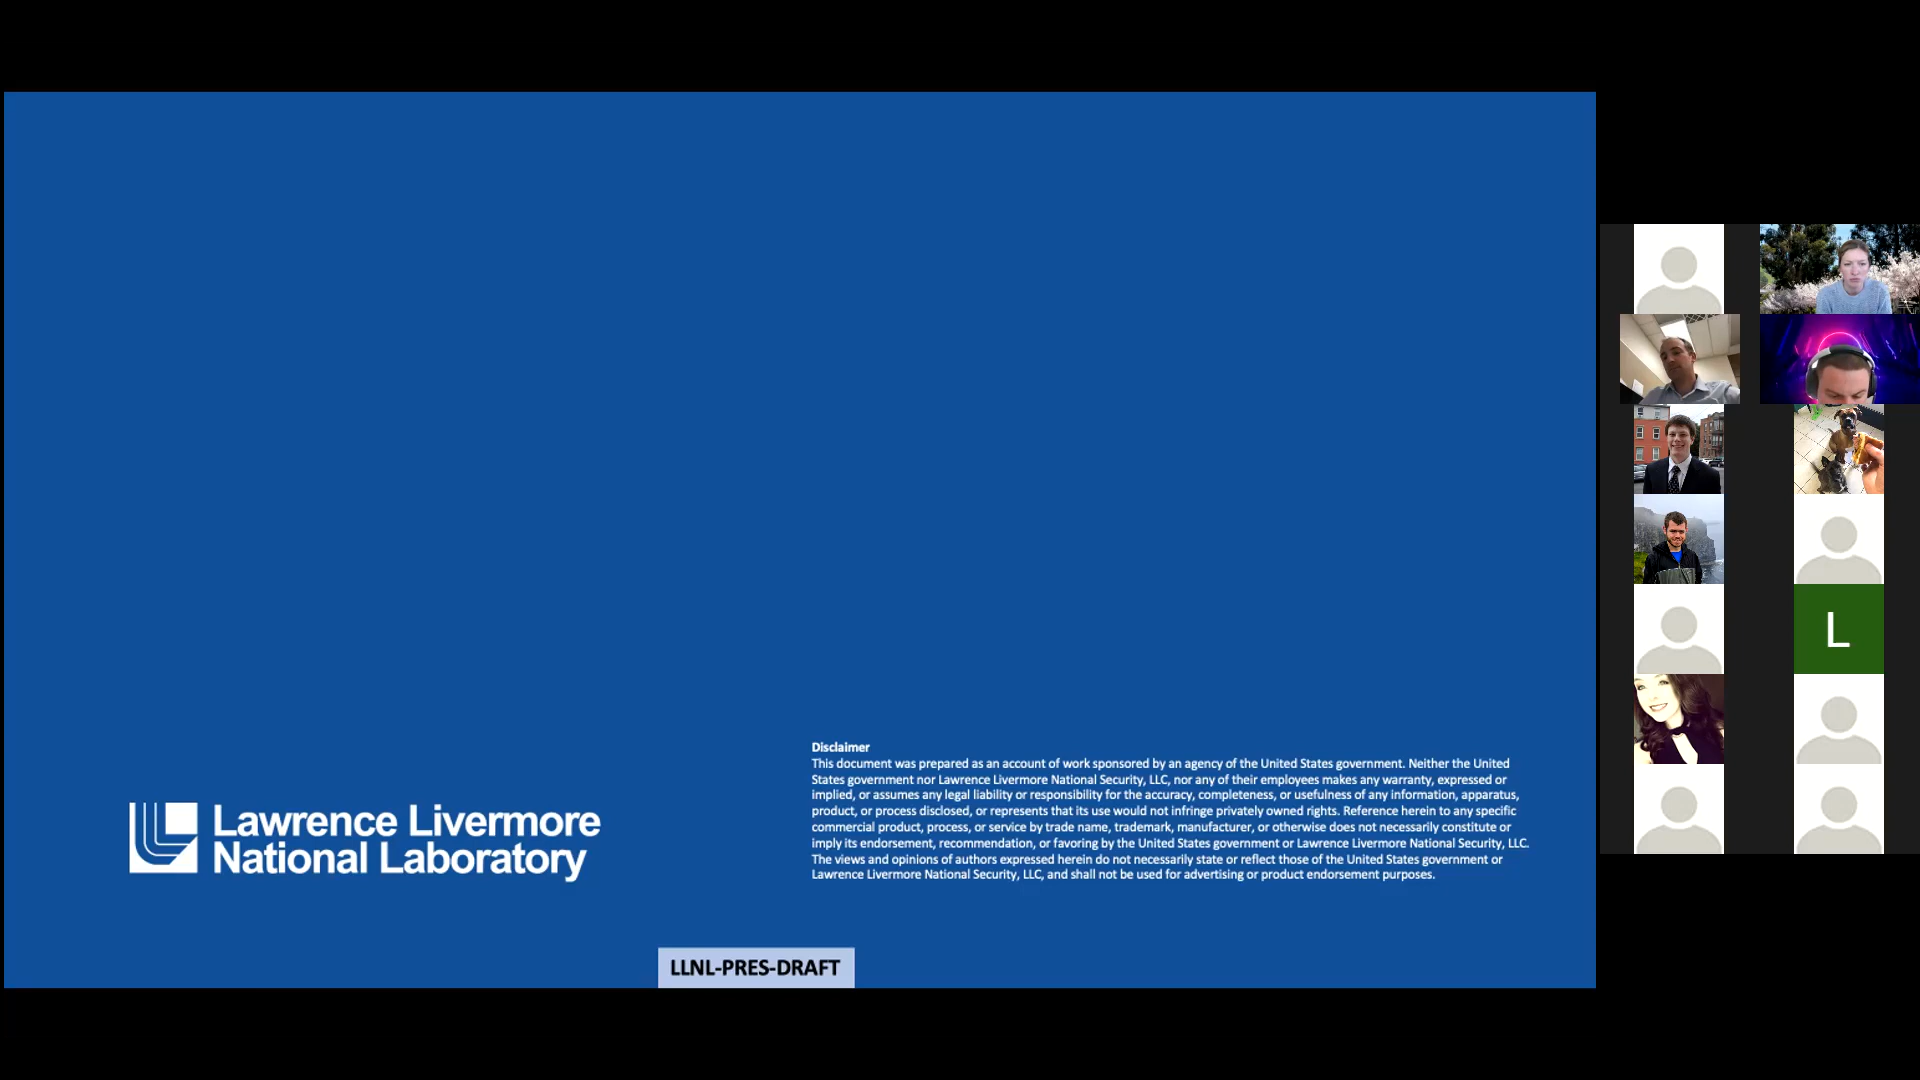 Disclaimer
This document was prepared as an account of work sponsored by an agency of the United States government. Neither the United
States government nor Lawrence Livermore National Security, LLC, nor any of their employees makes any warranty, expressed or
implied, or assumes any legal liability or responsibility for the accuracy, completeness, or usefulness of any information, apparatus,
product, or process disclosed, or represents that its use would not infringe privately owned rights. Reference herein to any specific
commercial product, process, or service by trade name, trademark, manufacturer, or otherwise does not necessarily constitute or
imply its endorsement, recommendation, or favoring by the United States government or Lawrence Livermore National Security, LLC.
The views and opinions of authors expressed herein do not necessarily state or reflect those of the United States government or
Lawrence Livermore National Security, LLC, and shall not be used for advertising or product endorsement purposes.
Lawrence Livermore
National Laboratory
LLNL-PRES-DRAFT
L